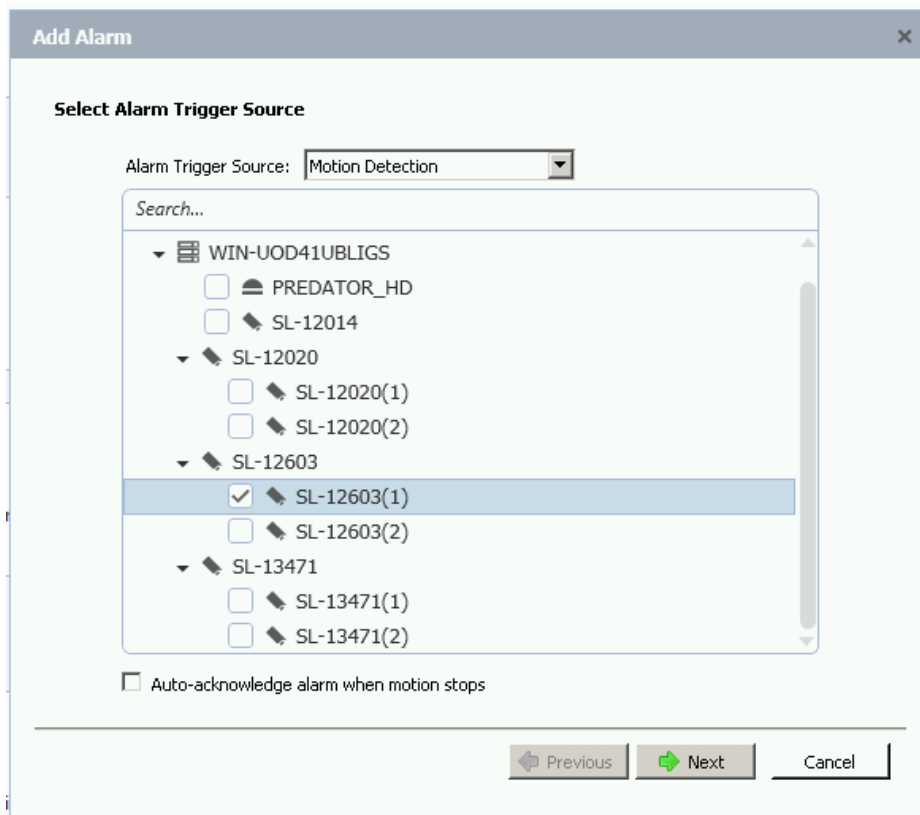 Add Alarm
Select Alarm Trigger Source
Alarm Trigger Source: Motion Detection
Search...
WIN-UOD41UBLIGS
PREDATOR_HD
SL-12014
SL-12020
SL-12020(1)
SL-12020(2)
SL-12603
SL-12603(1)
SL-12603(2)
SL-13471
SL-13471(1)
SL-13471(2)
Auto-acknowledge alarm when motion stops
Previous Next Cancel